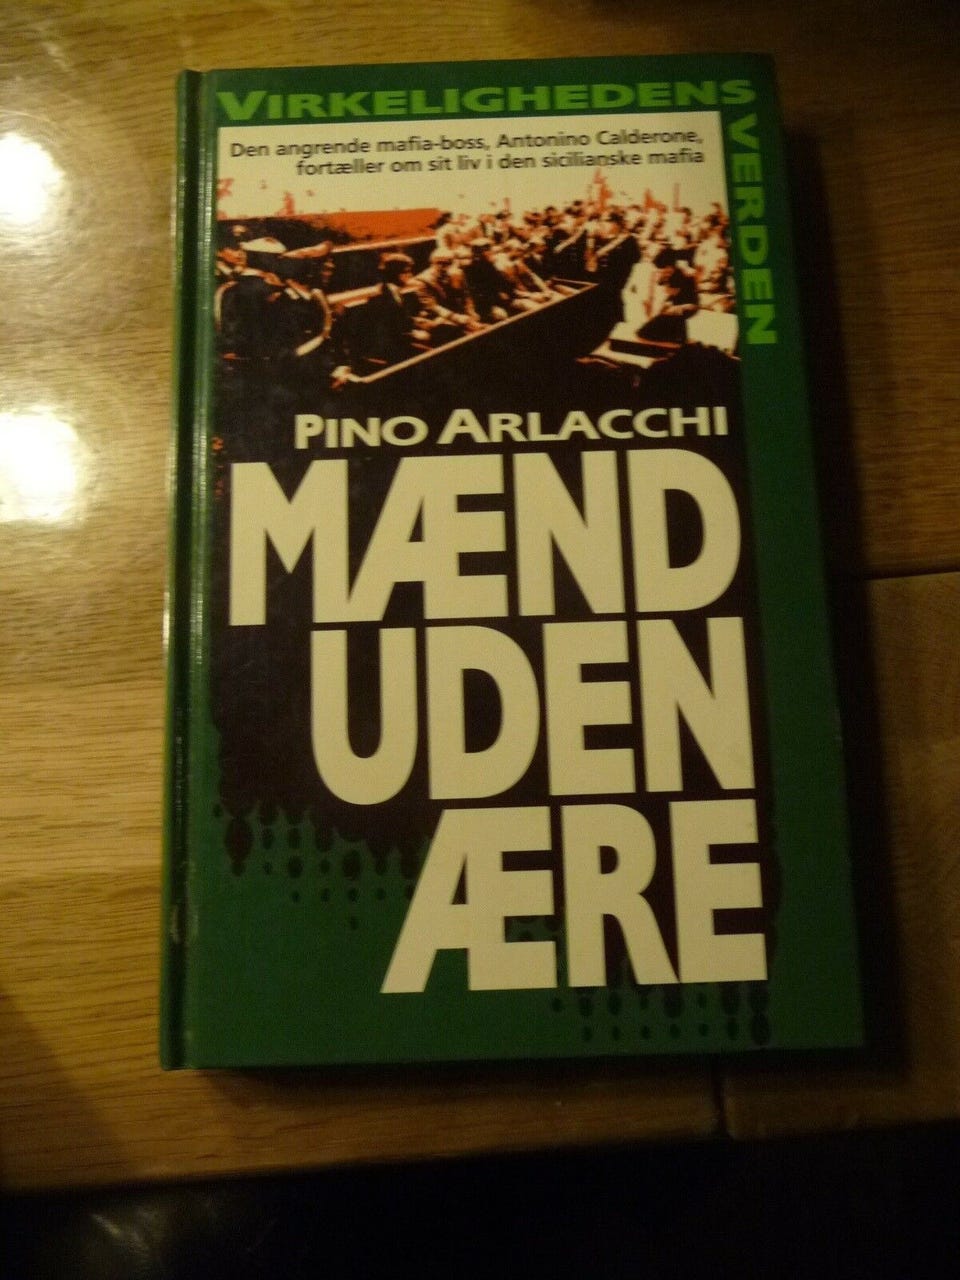 VIRKELIGHEDENS VERDEN
Den angrende mafia-boss, Antonino Calderone,
fortæller om sit liv i den sicilianske mafia
PINO ARLACCHI
MÆND
UDEN
ÆRE